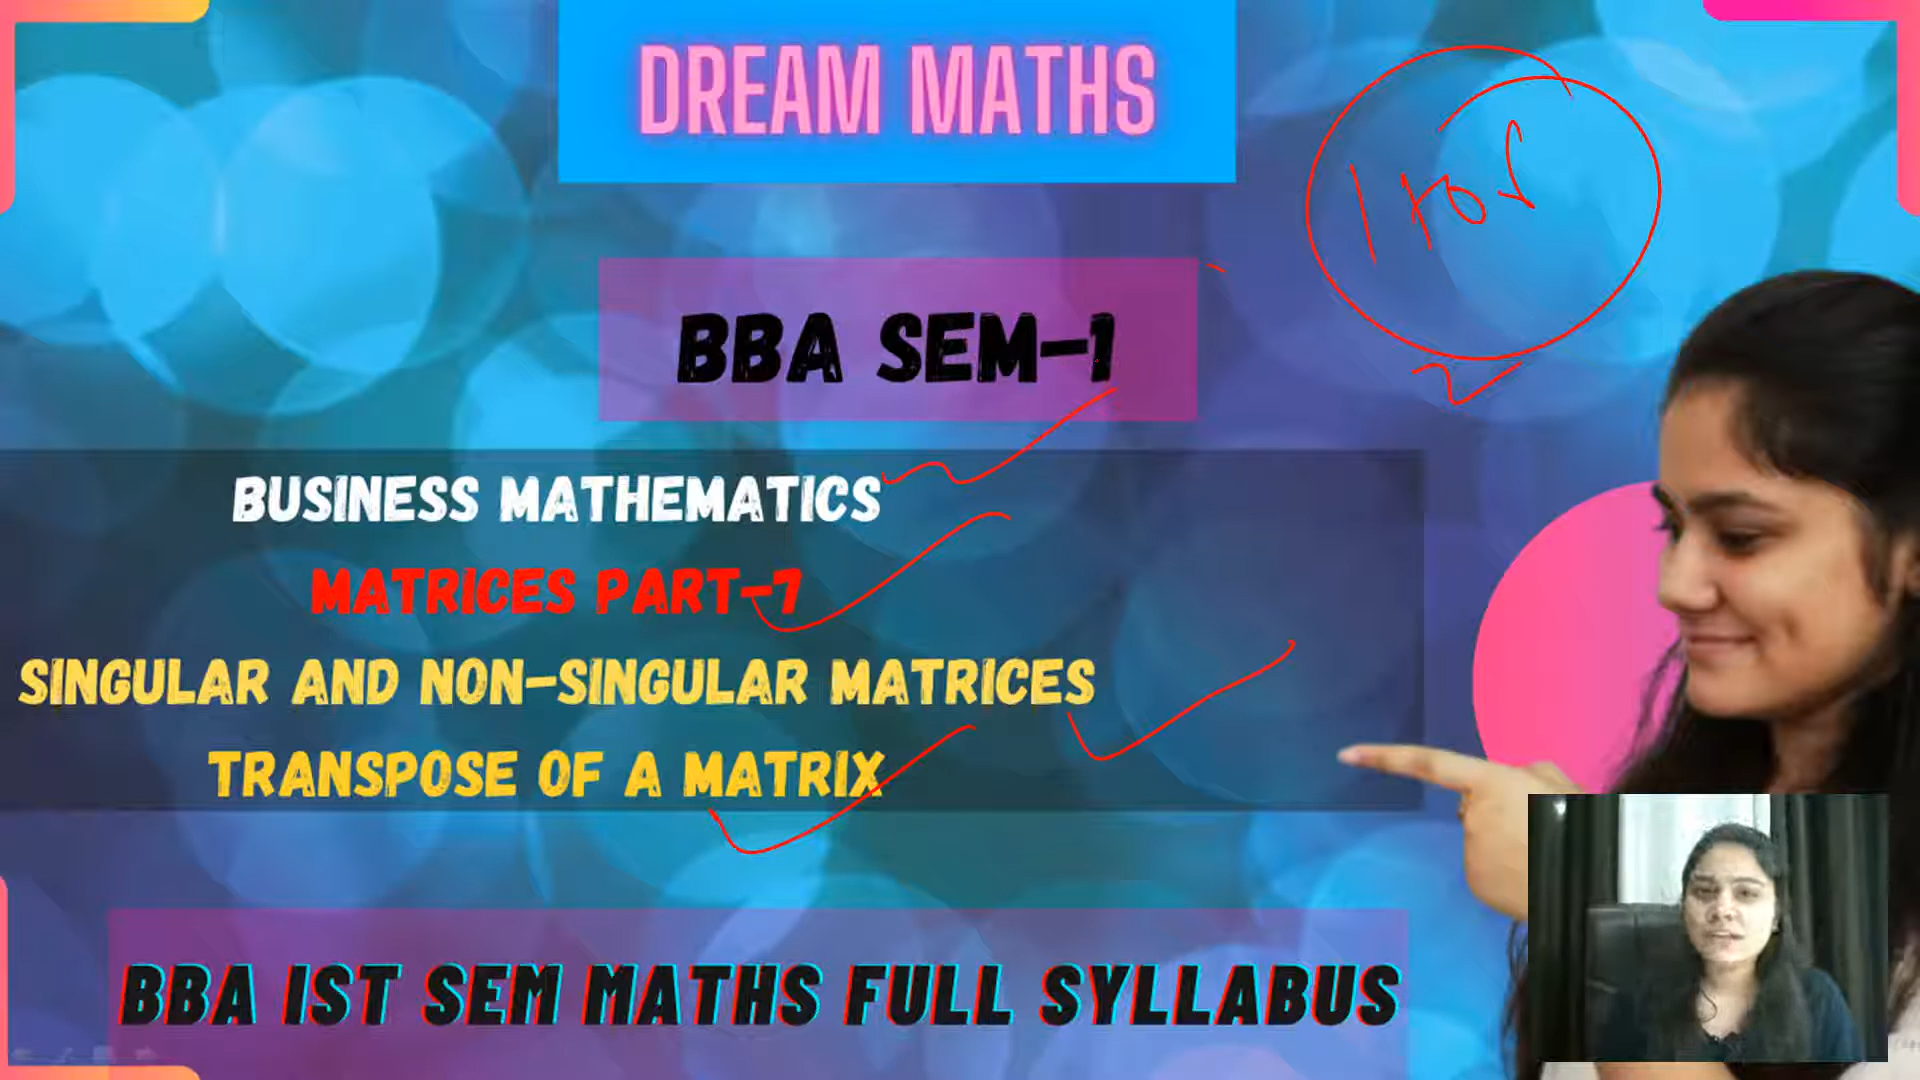 DREAM MATHS
BBA SEM-1
BUSINESS MATHEMATICS
MATRICES PART-7
SINGULAR AND NON-SINGULAR MATRICES
TRANSPOSE OF A MATRIX
BBA IST SEM MATHS FULL SYLLABUS